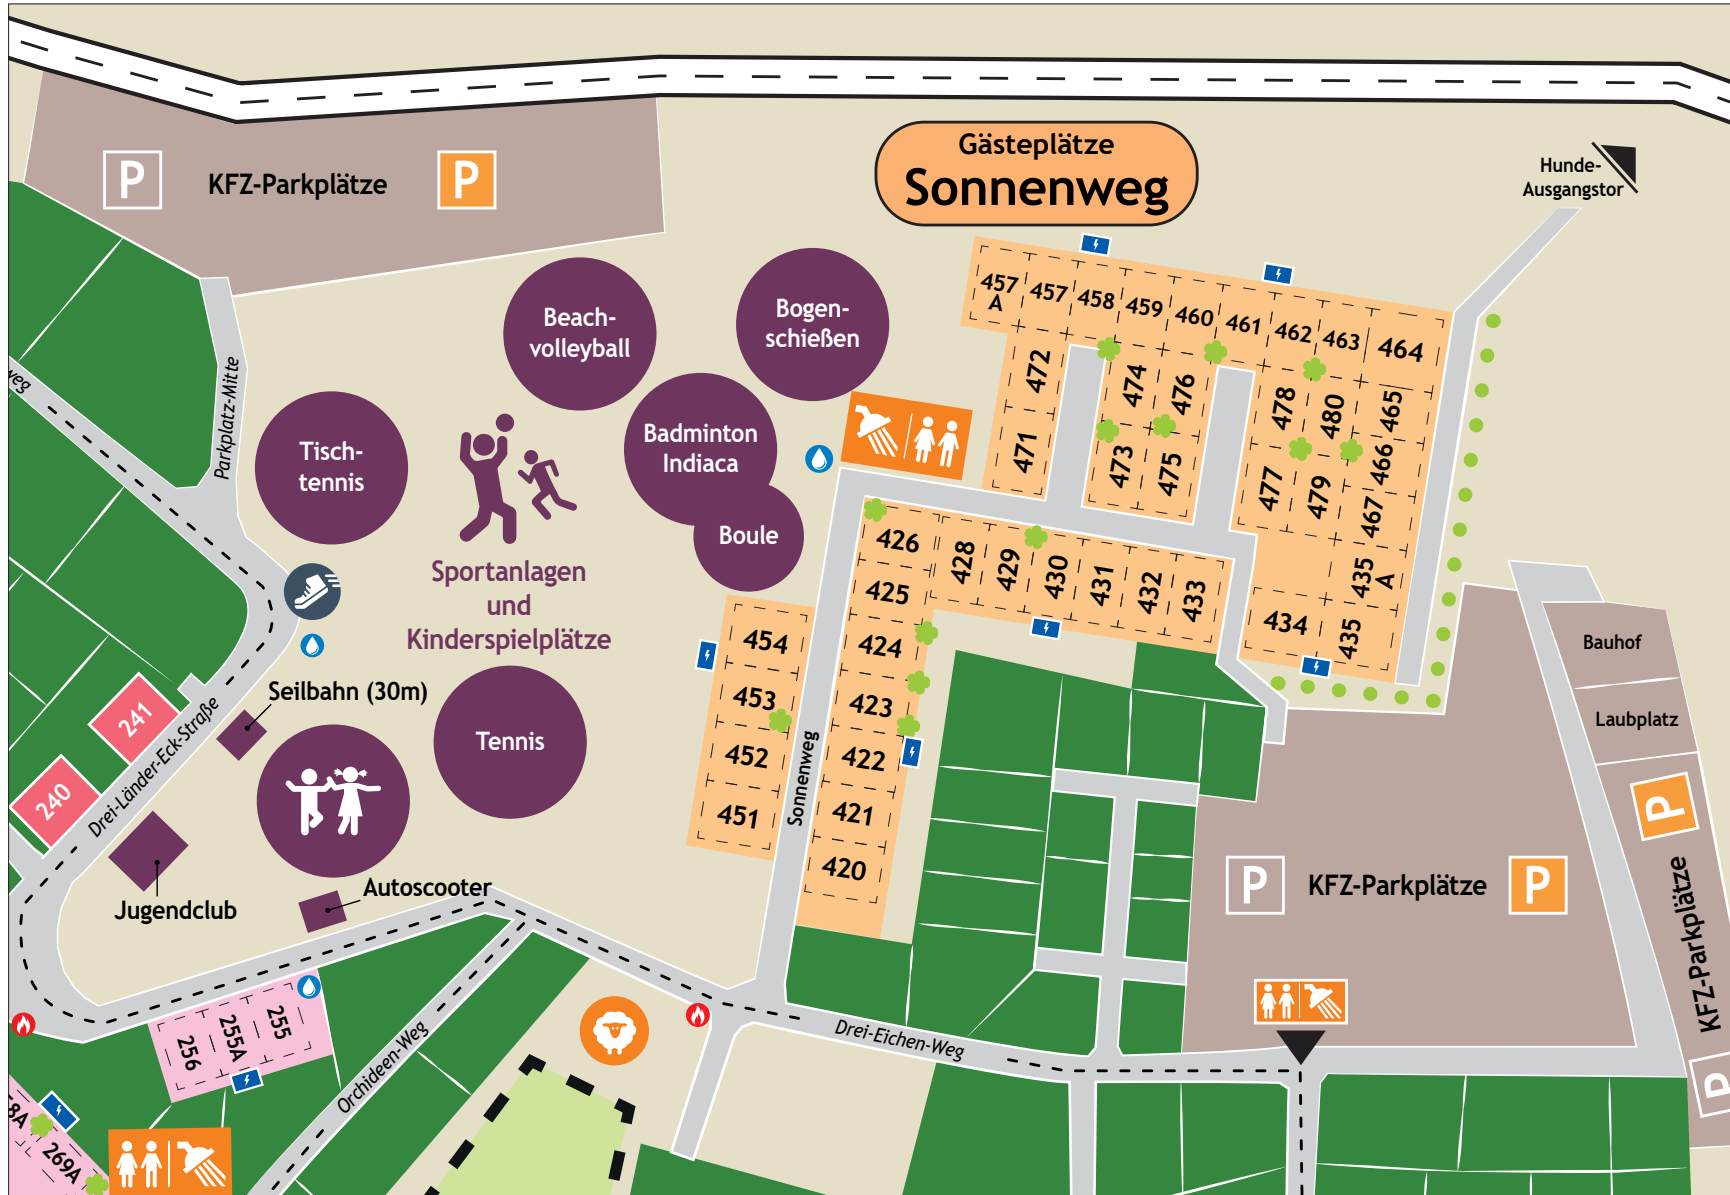 Gästeplätze
Sonnenweg
P
KFZ-Parkplätze
P
Hunde-
Ausgangstor
Beach-
volleyball
Bogen-
schießen
Badminton
Indiaca
Boule
Tisch-
tennis
Sportanlagen
und
Kinderspielplätze
Tennis
Seilbahn (30m)
Jugendclub
Autoscooter
Parkplatz-Mitte
weg
Drei-Länder-Eck-Straße
241
240
457
A
457
458
459
460
461
462
463
464
472
474
476
478
480
465
471
473
475
477
479
466
467
435
A
434
435
426
428
429
430
431
432
433
425
424
423
422
421
420
454
453
452
451
Sonnenweg
Bauhof
Laubplatz
P
KFZ-Parkplätze
P
P
KFZ-Parkplätze
P
256
255A
255
8A
269A
Orchideen-Weg
Drei-Eichen-Weg